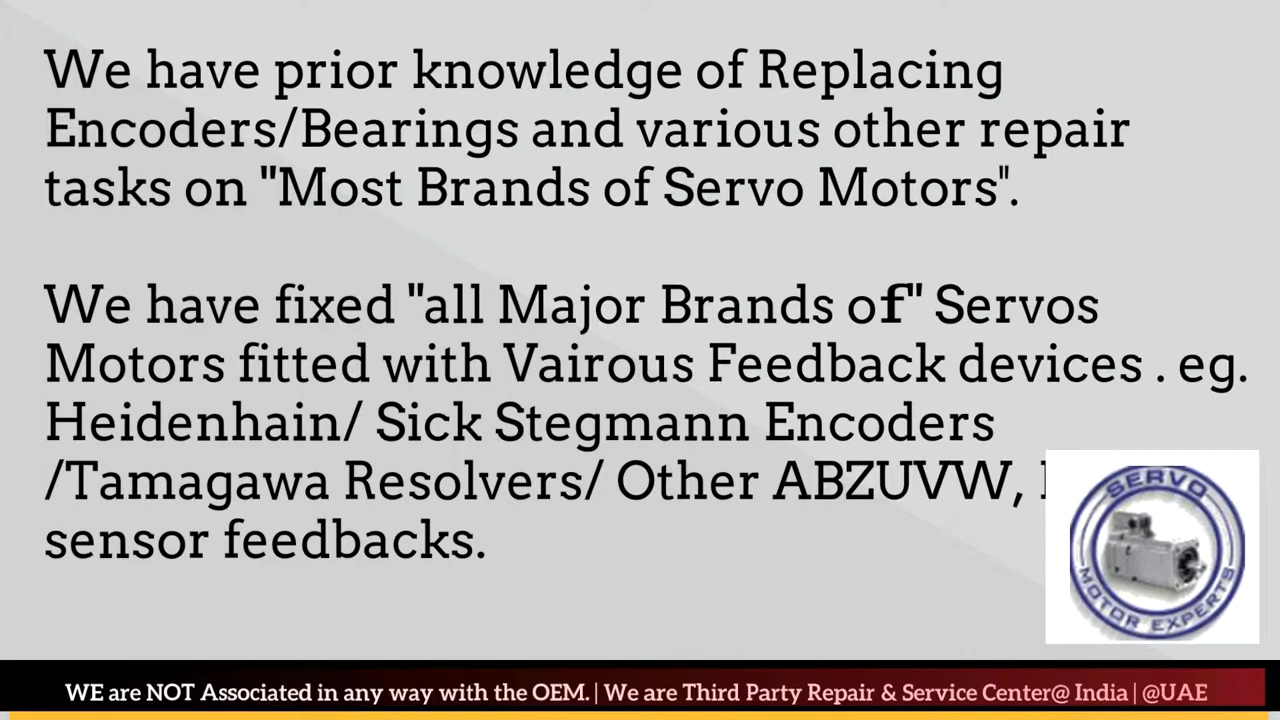 We have prior knowledge of Replacing
Encoders/Bearings and various other repair
tasks on "Most Brands of Servo Motors".
We have fixed "all Major Brands of" Servos
Motors fitted with Vairous Feedback devices . eg.
Heidenhain/ Sick Stegmann Encoders
/Tamagawa Resolvers/ Other ABZUVW,
sensor feedbacks.
SERVO
MOTOR EXPERTS
WE are NOT Associated in any way with the OEM. | We are Third Party Repair & Service Center@ India | @UAE